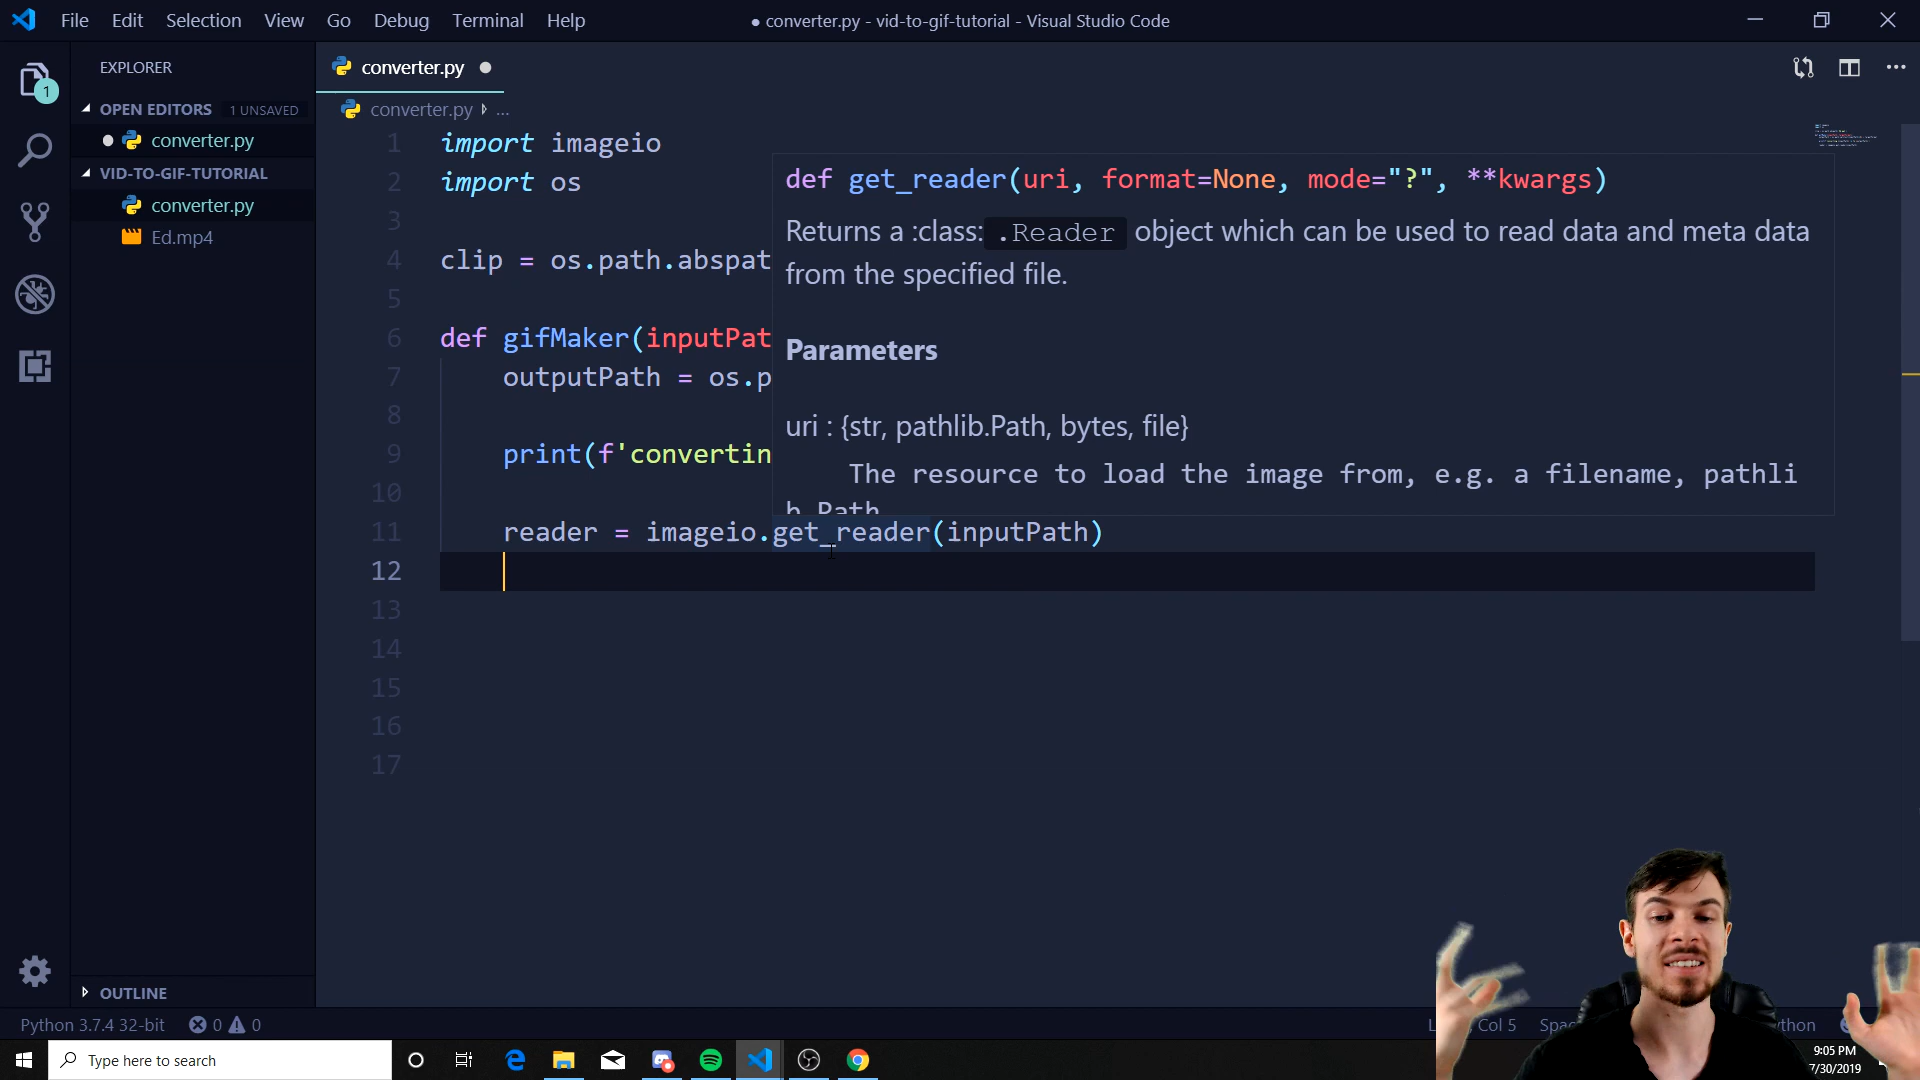 File Edit Selection View Go Debug Terminal Help
● converter.py - vid-to-gif-tutorial - Visual Studio Code
EXPLORER
OPEN EDITORS 1 UNSAVED
converter.py
VID-TO-GIF-TUTORIAL
converter.py
Ed.mp4
OUTLINE
1
converter.py
converter.py ...
1 import imageio
2 import os
3
4 clip = os.path.abspat
5
6 def gifMaker(inputPat
7 outputPath = os.p
8
9 print(f'convertin
10
11 reader = imageio.get_reader(inputPath)
12
13
14
15
16
17
def get_reader(uri, format=None, mode="?", **kwargs)
Returns a :class: .Reader object which can be used to read data and meta data
from the specified file.
Parameters
uri : {str, pathlib.Path, bytes, file}
The resource to load the image from, e.g. a filename, pathli
b.Path
Python 3.7.4 32-bit 0 0
Col 5
Type here to search
9:05 PM
7/30/2019